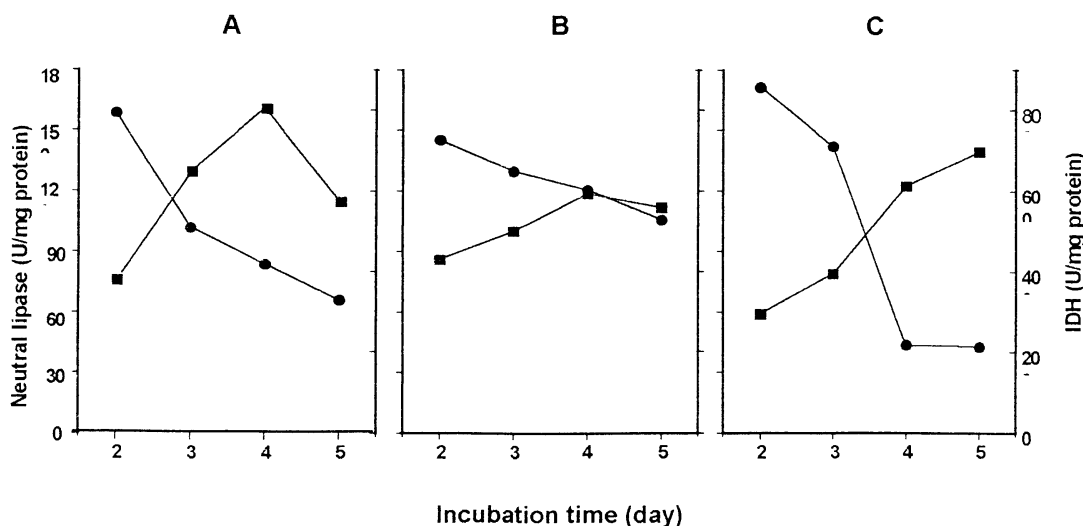 A B C
Neutral lipase (U/mg protein)
18
15
12
90
60
30
0
2 3 4 5
2 3 4 5
2 3 4 5
80
60
40
20
0
IDH (U/mg protein)
Incubation time (day)